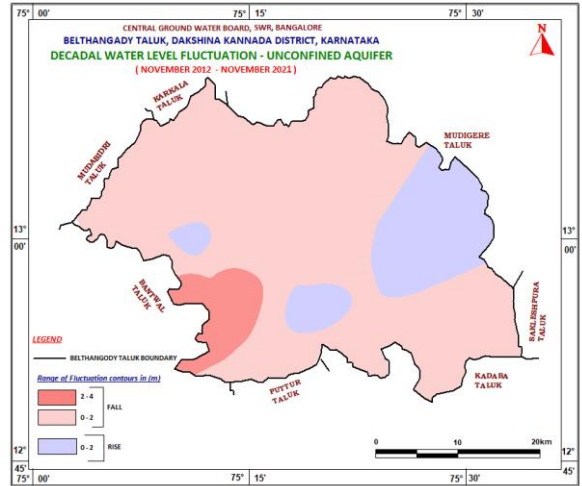 75° 00'
75° 15'
75° 30'
CENTRAL GROUND WATER BOARD, SWR, BANGALORE
BELTHANGADY TALUK, DAKSHINA KANNADA DISTRICT, KARNATAKA
DECADAL WATER LEVEL FLUCTUATION - UNCONFINED AQUIFER
( NOVEMBER 2012 - NOVEMBER 2021 )
N
KARKALA
TALUK
MUDABIDRI
TALUK
MUDIGERE
TALUK
13°
00'
13°
00'
BANTWAL
TALUK
SAKLESHPURA
TALUK
LEGEND
BELTHANGODY TALUK BOUNDARY
PUTTUR
TALUK
KADABA
TALUK
Range of Fluctuation contours in (m)
2 - 4
FALL
0 - 2
0 - 2
RISE
0
10
20km
12°
45'
12°
45'
75° 00'
75° 15'
75° 30'